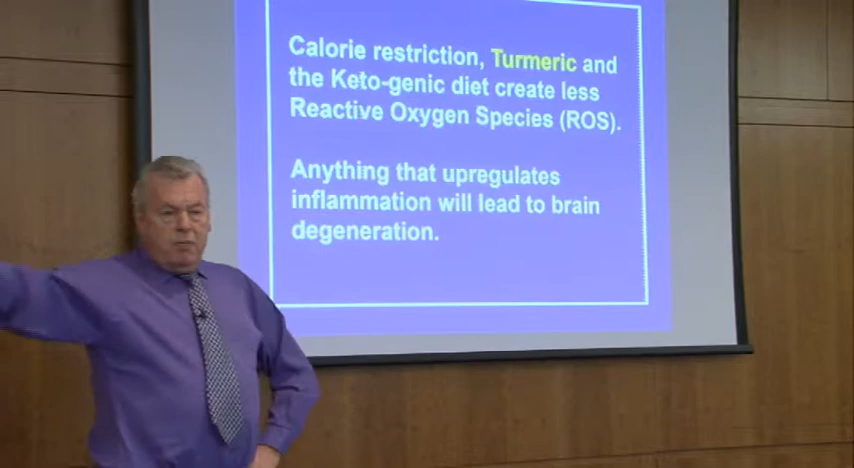 Calorie restriction, Turmeric and
the Keto-genic diet, create less
Reactive Oxygen Species (ROS).
Anything that upregulates
inflammation will lead to brain
degeneration.